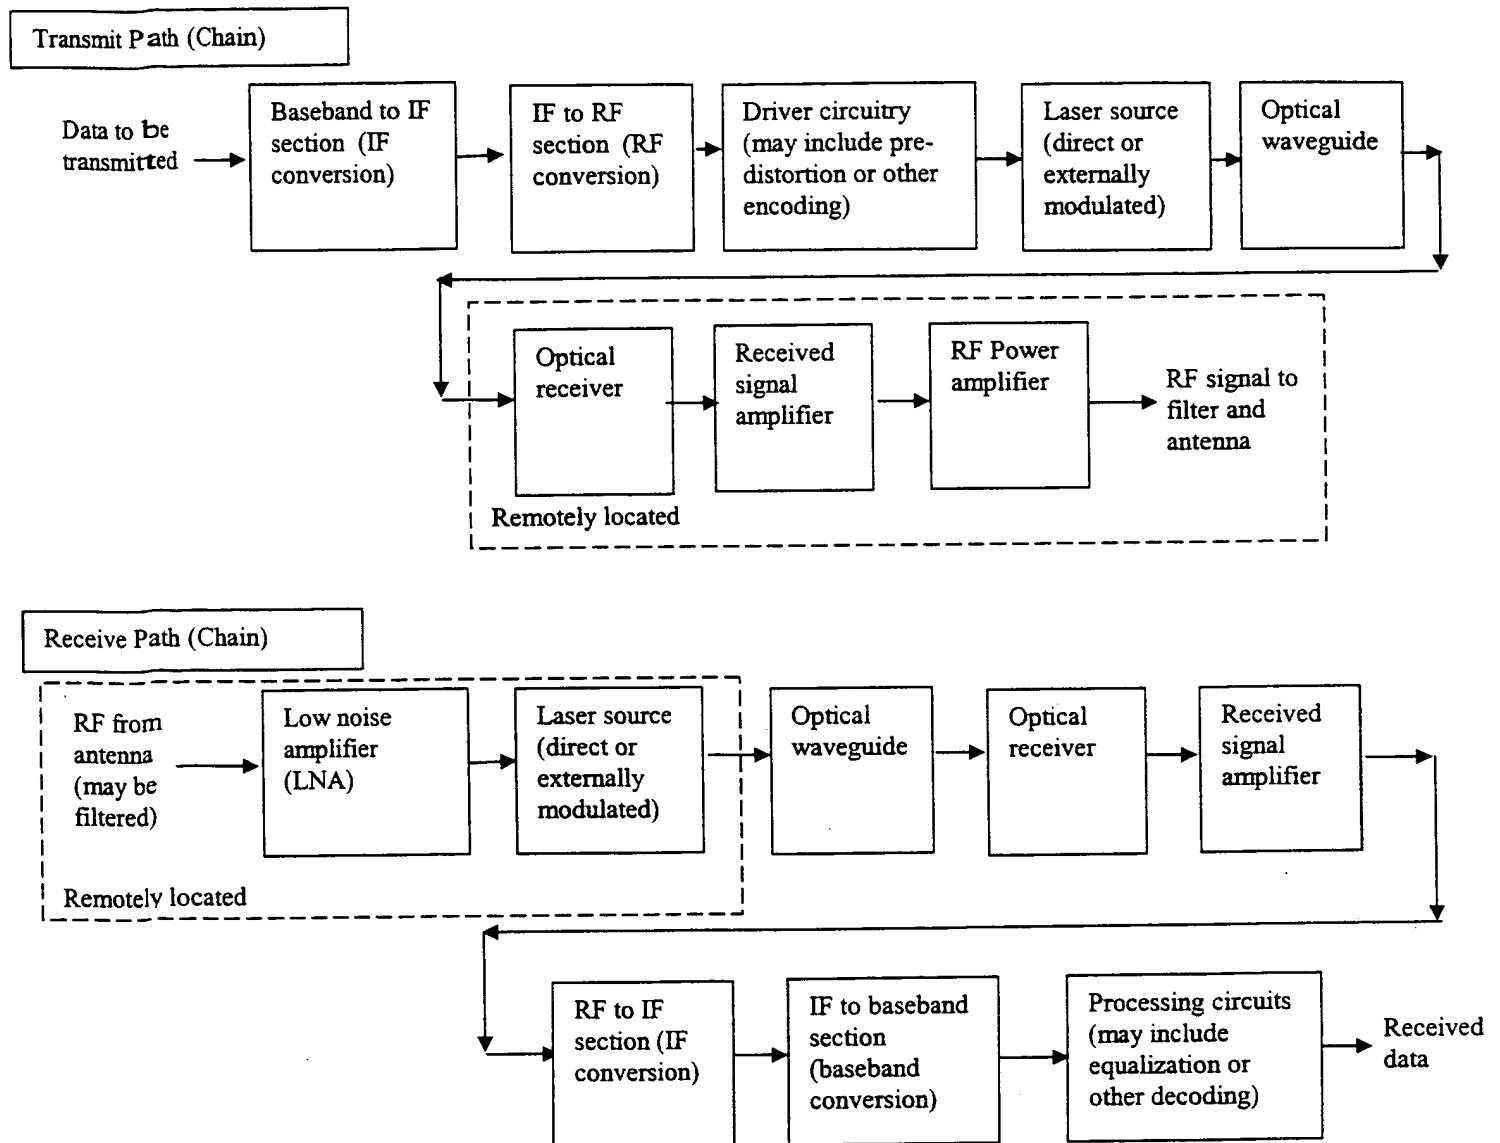 Transmit Path (Chain)
Data to be
transmitted
Baseband to IF
section (IF
conversion)
IF to RF
section (RF
conversion)
Driver circuitry
(may include pre-
distortion or other
encoding)
Laser source
(direct or
externally
modulated)
Optical
waveguide
Optical
receiver
Received
signal
amplifier
RF Power
amplifier
RF signal to
filter and
antenna
Remotely located
Receive Path (Chain)
RF from
antenna
(may be
filtered)
Low noise
amplifier
(LNA)
Laser source
(direct or
externally
modulated)
Remotely located
Optical
waveguide
Optical
receiver
Received
signal
amplifier
RF to IF
section (IF
conversion)
IF to baseband
section
(baseband
conversion)
Processing circuits
(may include
equalization or
other decoding)
Received
data